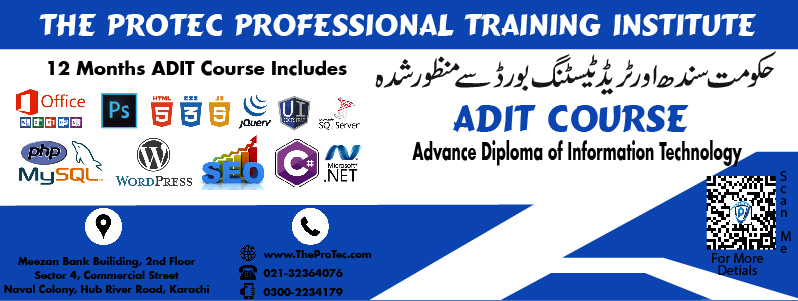 THE PROTEC PROFESSIONAL TRAINING INSTITUTE
12 Months ADIT Course Includes
حکومت سندھ اور ٹریڈ ٹیسٹنگ بورڈ سے منظور شدہ
Office
Ps
HTML
5
CSS
3
JS
5
jQuery
UI
SQL Server
ADIT COURSE
Advance Diploma of Information Technology
php
MySQL
WORDPRESS
SEO
C#
Microsoft
.NET
Scan Me
For More
Detials
Meezan Bank Builiding, 2nd Floor
Sector 4, Commercial Street
Naval Colony, Hub River Road, Karachi
www.TheProTec.com
021-32364076
0300-2234179